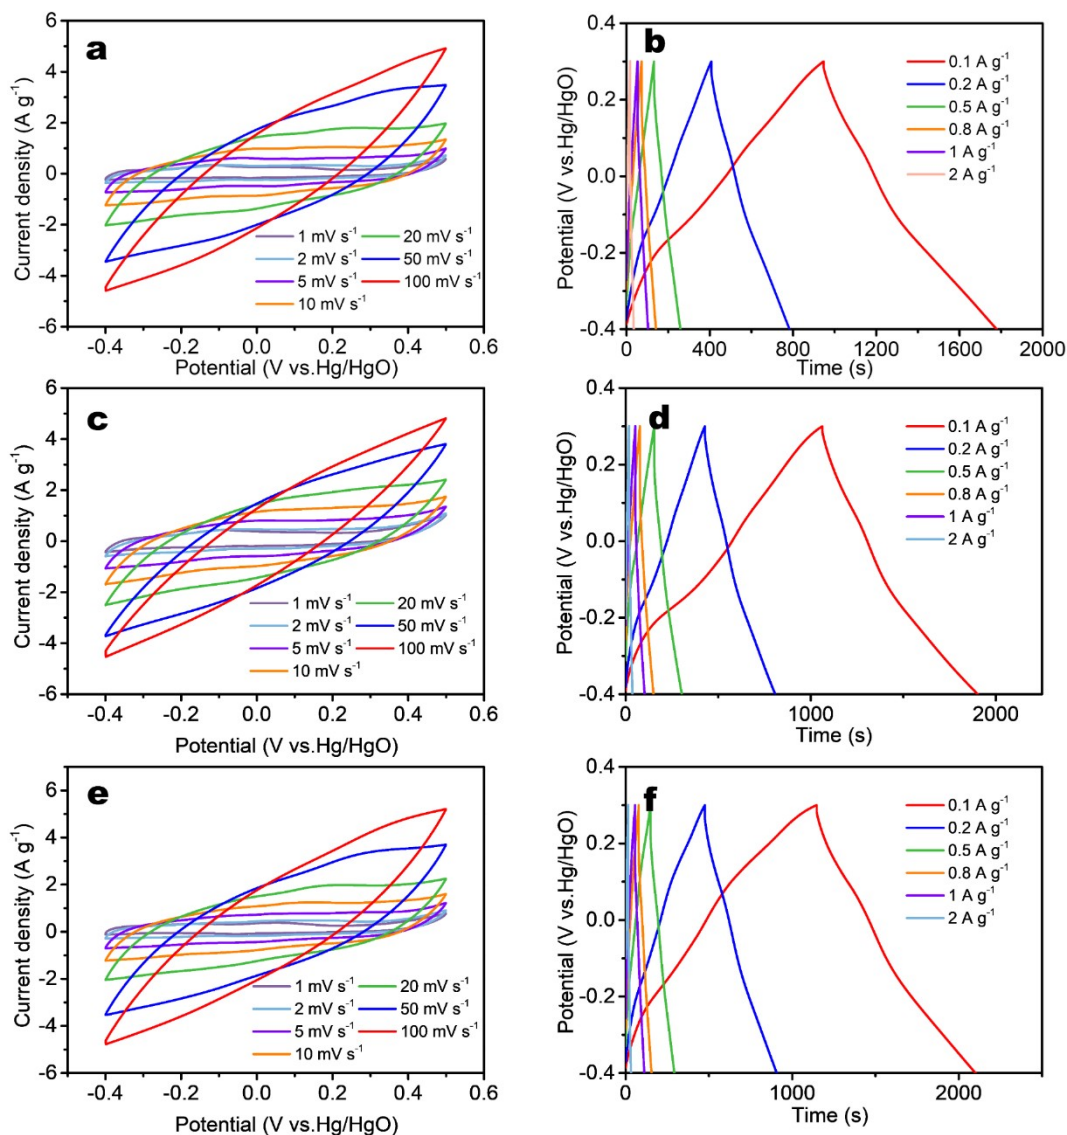 a
Current density (A g⁻¹)
6
4
2
0
-2
-4
-6
-0.4
-0.2
0.0
0.2
0.4
0.6
Potential (V vs.Hg/HgO)
1 mV s⁻¹
20 mV s⁻¹
2 mV s⁻¹
50 mV s⁻¹
5 mV s⁻¹
100 mV s⁻¹
10 mV s⁻¹
b
Potential (V vs.Hg/HgO)
0.4
0.2
0.0
-0.2
-0.4
0
400
800
1200
1600
2000
Time (s)
0.1 A g⁻¹
0.2 A g⁻¹
0.5 A g⁻¹
0.8 A g⁻¹
1 A g⁻¹
2 A g⁻¹
c
Current density (A g⁻¹)
6
4
2
0
-2
-4
-6
-0.4
-0.2
0.0
0.2
0.4
0.6
Potential (V vs.Hg/HgO)
1 mV s⁻¹
20 mV s⁻¹
2 mV s⁻¹
50 mV s⁻¹
5 mV s⁻¹
100 mV s⁻¹
10 mV s⁻¹
d
Potential (V vs.Hg/HgO)
0.4
0.2
0.0
-0.2
-0.4
0
1000
2000
Time (s)
0.1 A g⁻¹
0.2 A g⁻¹
0.5 A g⁻¹
0.8 A g⁻¹
1 A g⁻¹
2 A g⁻¹
e
Current density (A g⁻¹)
6
4
2
0
-2
-4
-6
-0.4
-0.2
0.0
0.2
0.4
0.6
Potential (V vs.Hg/HgO)
1 mV s⁻¹
20 mV s⁻¹
2 mV s⁻¹
50 mV s⁻¹
5 mV s⁻¹
100 mV s⁻¹
10 mV s⁻¹
f
Potential (V vs.Hg/HgO)
0.4
0.2
0.0
-0.2
-0.4
0
1000
2000
Time (s)
0.1 A g⁻¹
0.2 A g⁻¹
0.5 A g⁻¹
0.8 A g⁻¹
1 A g⁻¹
2 A g⁻¹